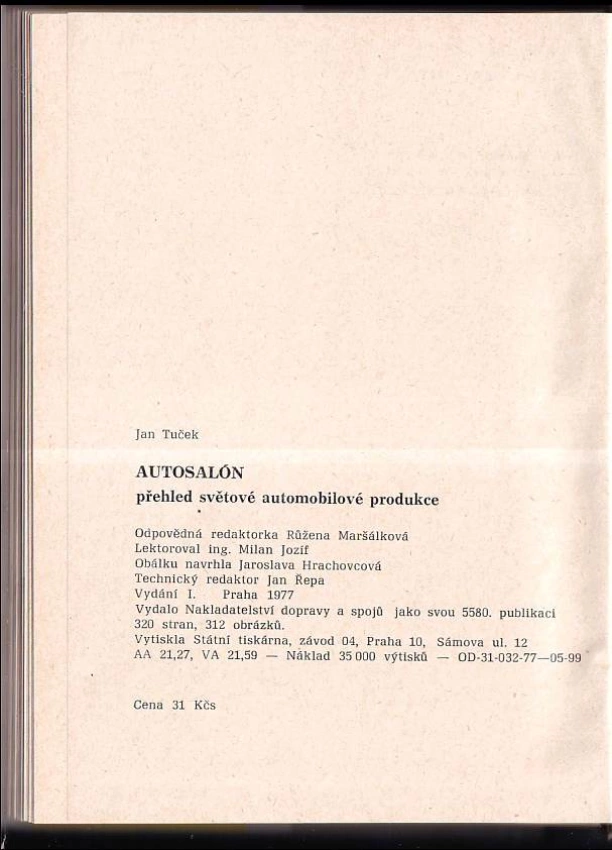 Jan Tuček
AUTOSALÓN
přehled světové automobilové produkce
Odpovědná redaktorka Růžena Maršálková
Lektoroval ing. Milan Jozíf
Obálku navrhla Jaroslava Hrachovcová
Technický redaktor Jan Řepa
Vydání I. Praha 1977
Vydalo Nakladatelství dopravy a spojů jako svou 5580. publikaci
320 stran, 312 obrázků.
Vytiskla Státní tiskárna, závod 04, Praha 10, Sámova ul. 12
AA 21,27, VA 21,59 — Náklad 35 000 výtisků — OD-31-032-77—05-99
Cena 31 Kčs